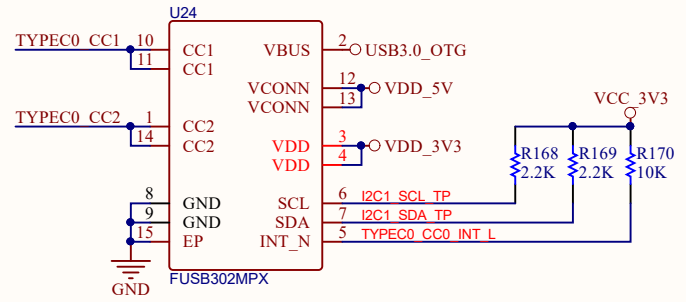 U24
TYPEC0_CC1 10 CC1 VBUS 2 USB3.0_OTG
11 CC1
VCONN 12 VDD_5V
VCONN 13
VCC_3V3
TYPEC0_CC2 1 CC2
14 CC2 VDD 3 VDD_3V3
VDD 4
R168 R169 R170
2.2K 2.2K 10K
8 GND SCL 6 I2C1_SCL_TP
9 GND SDA 7 I2C1_SDA_TP
15 EP INT_N 5 TYPEC0_CC0_INT_L
FUSB302MPX
GND